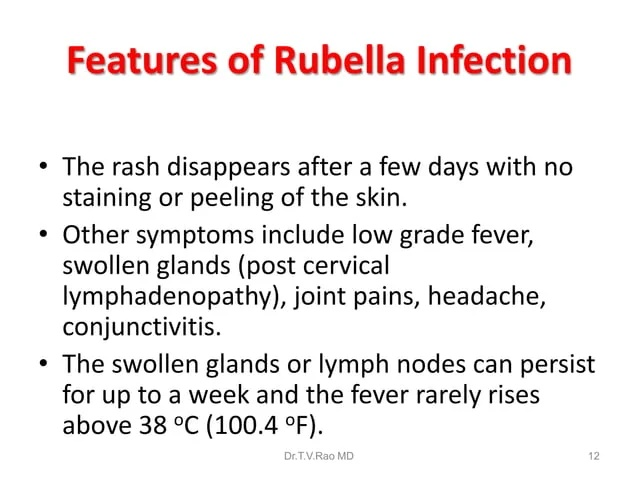 Features of Rubella Infection
• The rash disappears after a few days with no
staining or peeling of the skin.
• Other symptoms include low grade fever,
swollen glands (post cervical
lymphadenopathy), joint pains, headache,
conjunctivitis.
• The swollen glands or lymph nodes can persist
for up to a week and the fever rarely rises
above 38 ᵒC (100.4 ᵒF).
Dr.T.V.Rao MD 12